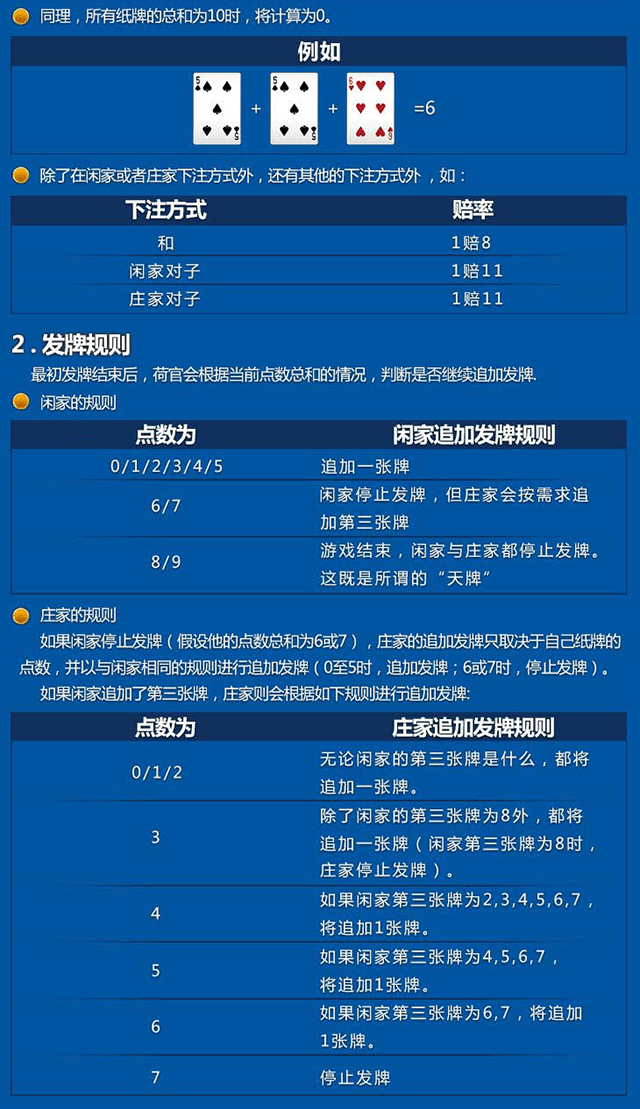 同理，所有纸牌的总和为10时，将计算为0。
例如
5 + 5 + 6 =6
除了在闲家或者庄家下注方式外，还有其他的下注方式外 ，如：
下注方式 赔率
和 1赔8
闲家对子 1赔11
庄家对子 1赔11
2 . 发牌规则
最初发牌结束后，荷官会根据当前点数总和的情况，判断是否继续追加发牌.
闲家的规则
点数为 闲家追加发牌规则
0/1/2/3/4/5 追加一张牌
6/7 闲家停止发牌，但庄家会按需求追
加第三张牌
8/9 游戏结束，闲家与庄家都停止发牌。
这既是所谓的“天牌”
庄家的规则
如果闲家停止发牌（假设他的点数总和为6或7），庄家的追加发牌只取决于自己纸牌的
点数，并以与闲家相同的规则进行追加发牌（0至5时，追加发牌；6或7时，停止发牌）。
如果闲家追加了第三张牌，庄家则会根据如下规则进行追加发牌:
点数为 庄家追加发牌规则
0/1/2 无论闲家的第三张牌是什么，都将
追加一张牌。
3 除了闲家的第三张牌为8外，都将
追加一张牌（闲家第三张牌为8时，
庄家停止发牌）。
4 如果闲家第三张牌为2,3,4,5,6,7，
将追加1张牌。
5 如果闲家第三张牌为4,5,6,7，
将追加1张牌。
6 如果闲家第三张牌为6,7，将追加
1张牌。
7 停止发牌